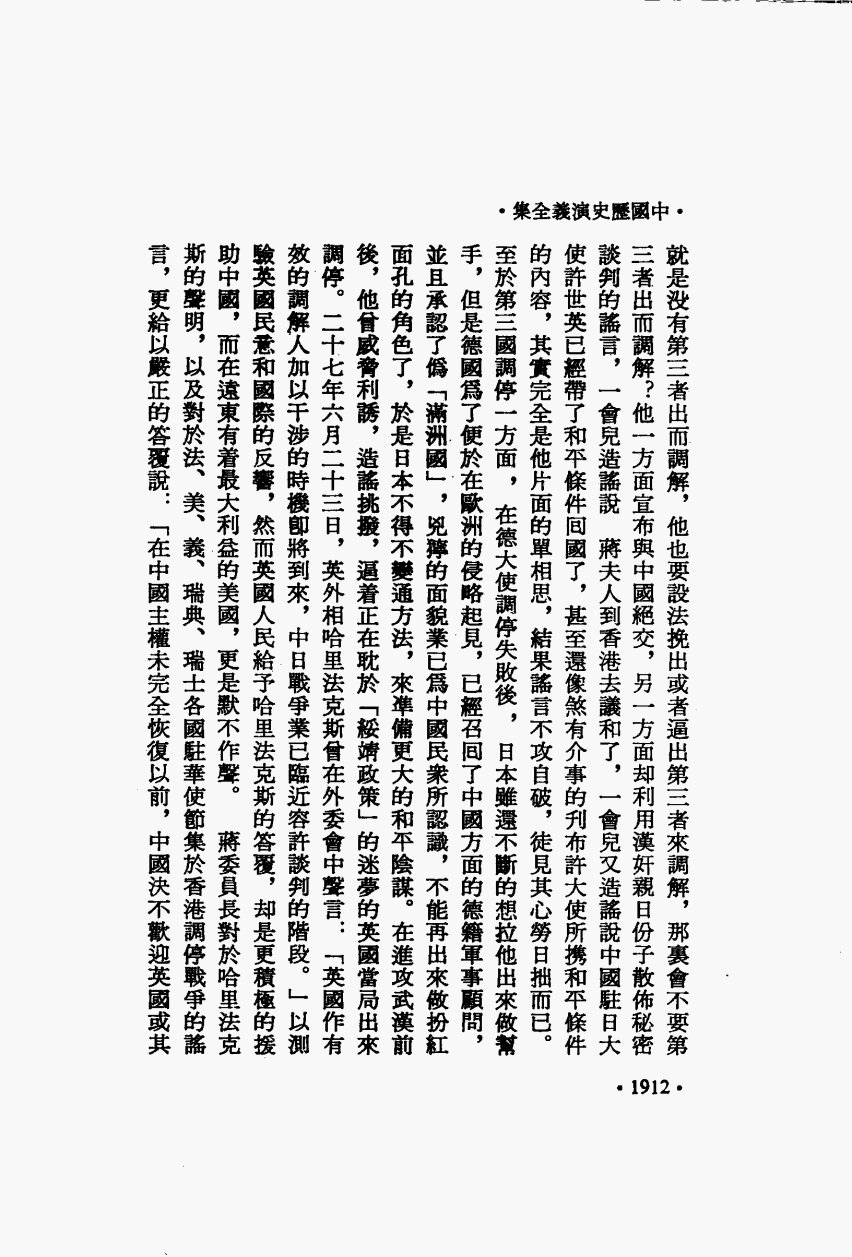 ·中國歷史演義全集·
就是没有第三者出而調解，他也要設法挽出或者逼出第三者來調解，那裏會不要第
三者出而調解？他一方面宣布與中國絕交，另一方面却利用漢奸親日份子散佈秘密
談判的謠言，一會兒造謠說　蔣夫人到香港去議和了，一會兒又造謠說中國駐日大
使許世英已經帶了和平條件囘國了，甚至還像煞有介事的刋布許大使所携和平條件
的內容，其實完全是他片面的單相思，結果謠言不攻自破，徒見其心勞日拙而已。
至於第三國調停一方面，在德大使調停失敗後，日本雖還不斷的想拉他出來做幫
手，但是德國爲了便於在歐洲的侵略起見，已經召囘了中國方面的德籍軍事顧問，
並且承認了僞「滿洲國」，兇獰的面貌業已爲中國民衆所認識，不能再出來做扮紅
面孔的角色了，於是日本不得不變通方法，來準備更大的和平陰謀。在進攻武漢前
後，他曾威脅利誘，造謠挑撥，逼着正在耽於「綏靖政策」的迷夢的英國當局出來
調停。二十七年六月二十三日，英外相哈里法克斯曾在外委會中聲言：「英國作有
效的調解人加以干涉的時機卽將到來，中日戰爭業已臨近容許談判的階段。」以測
驗英國民意和國際的反響，然而英國人民給予哈里法克斯的答覆，却是更積極的援
助中國，而在遠東有着最大利益的美國，更是默不作聲。　蔣委員長對於哈里法克
斯的聲明，以及對於法、美、義、瑞典、瑞士各國駐華使節集於香港調停戰爭的謠
言，更給以嚴正的答覆說：「在中國主權未完全恢復以前，中國決不歡迎英國或其
·1912·